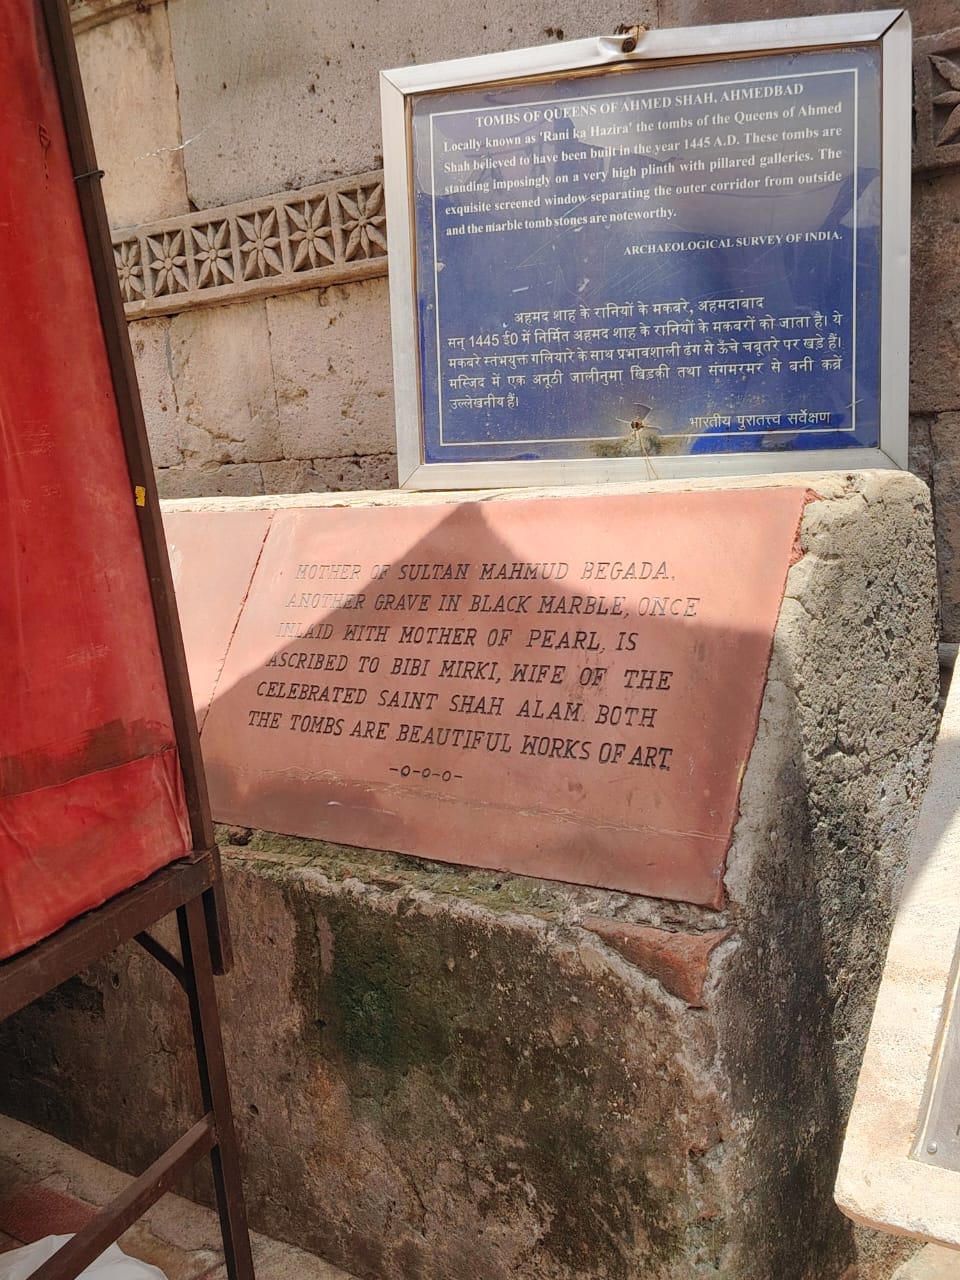 TOMBS OF QUEENS OF AHMED SHAH, AHMEDBAD
Locally known as 'Rani ka Hazira' the tombs of the Queens of Ahmed
Shah believed to have been built in the year 1445 A.D. These tombs are
standing imposingly on a very high plinth with pillared galleries. The
exquisite screened window separating the outer corridor from outside
and the marble tomb stones are noteworthy.
ARCHAEOLOGICAL SURVEY OF INDIA.
अहमद शाह के रानियों के मकबरे, अहमदाबाद
सन् 1445 ई0 में निर्मित अहमद शाह के रानियों के मकबरों को जाता है। ये
मकबरे स्तंभयुक्त गलियारे के साथ प्रभावशाली ढंग से ऊँचे चबूतरे पर खड़े हैं।
मस्जिद में एक अनूठी जालीनुमा खिड़की तथा संगमरमर से बनी कब्रें
उल्लेखनीय हैं।
भारतीय पुरातत्त्व सर्वेक्षण
MOTHER OF SULTAN MAHMUD BEGADA.
ANOTHER GRAVE IN BLACK MARBLE, ONCE
INLAID WITH MOTHER OF PEARL, IS
ASCRIBED TO BIBI MIRKI, WIFE OF THE
CELEBRATED SAINT SHAH ALAM. BOTH
THE TOMBS ARE BEAUTIFUL WORKS OF ART.
-o-o-o-